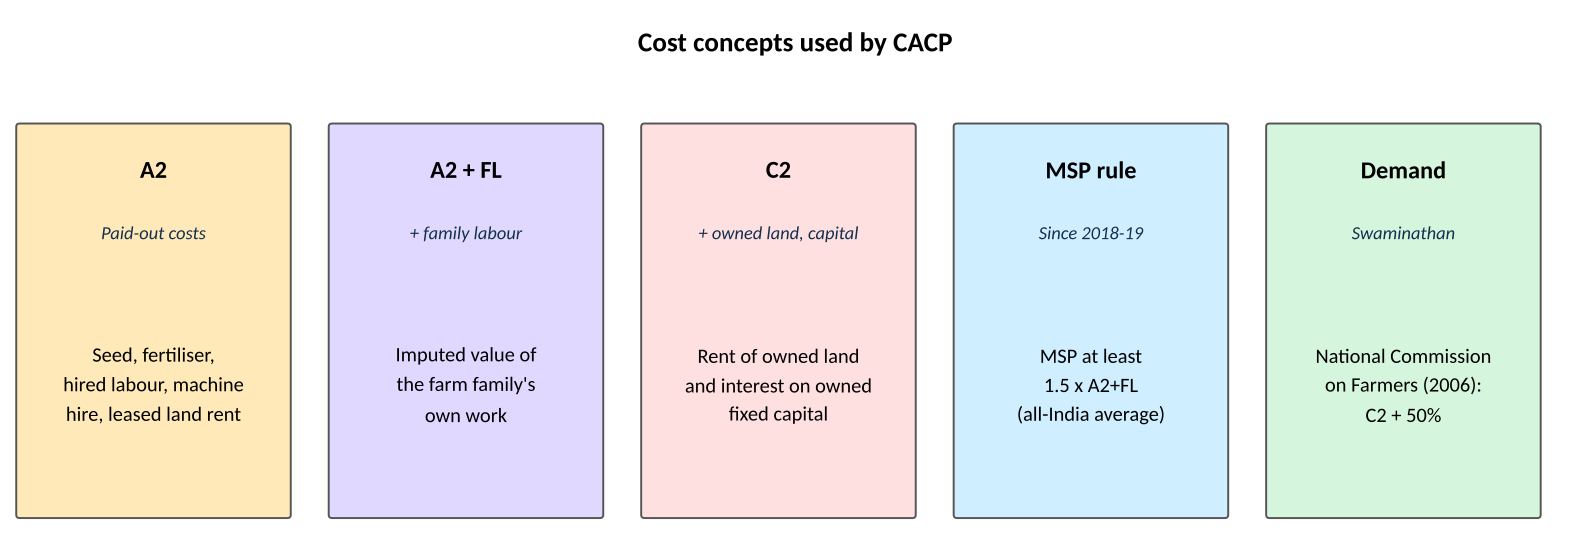 Cost concepts used by CACP
A2
Paid-out costs
Seed, fertiliser,
hired labour, machine
hire, leased land rent
A2 + FL
+ family labour
Imputed value of
the farm family's
own work
C2
+ owned land, capital
Rent of owned land
and interest on owned
fixed capital
MSP rule
Since 2018-19
MSP at least
1.5 x A2+FL
(all-India average)
Demand
Swaminathan
National Commission
on Farmers (2006):
C2 + 50%